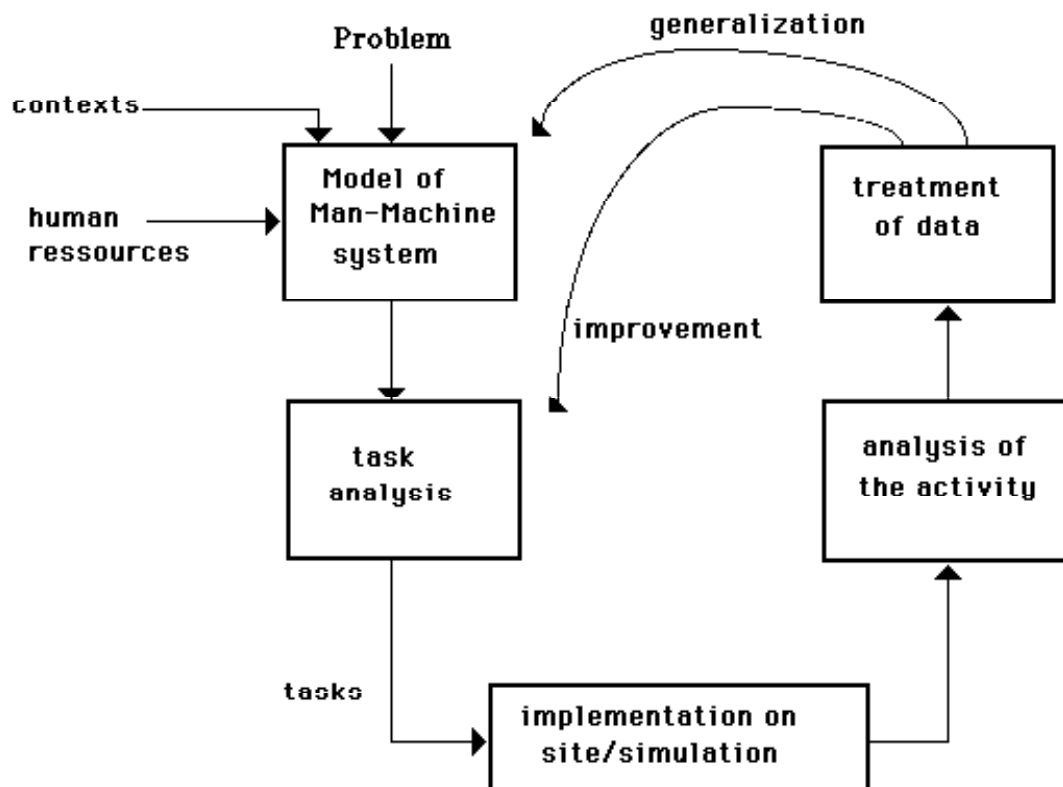 generalization
Problem
contexts
Model of
Man-Machine
system
human
ressources
treatment
of data
improvement
task
analysis
analysis of
the activity
tasks
implementation on
site/simulation